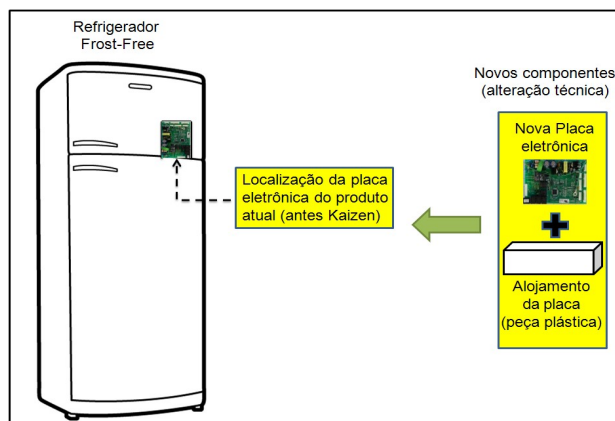 Refrigerador
Frost-Free
Novos componentes
(alteração técnica)
Nova Placa
eletrônica
Localização da placa
eletrônica do produto
atual (antes Kaizen)
Alojamento
da placa
(peça plástica)